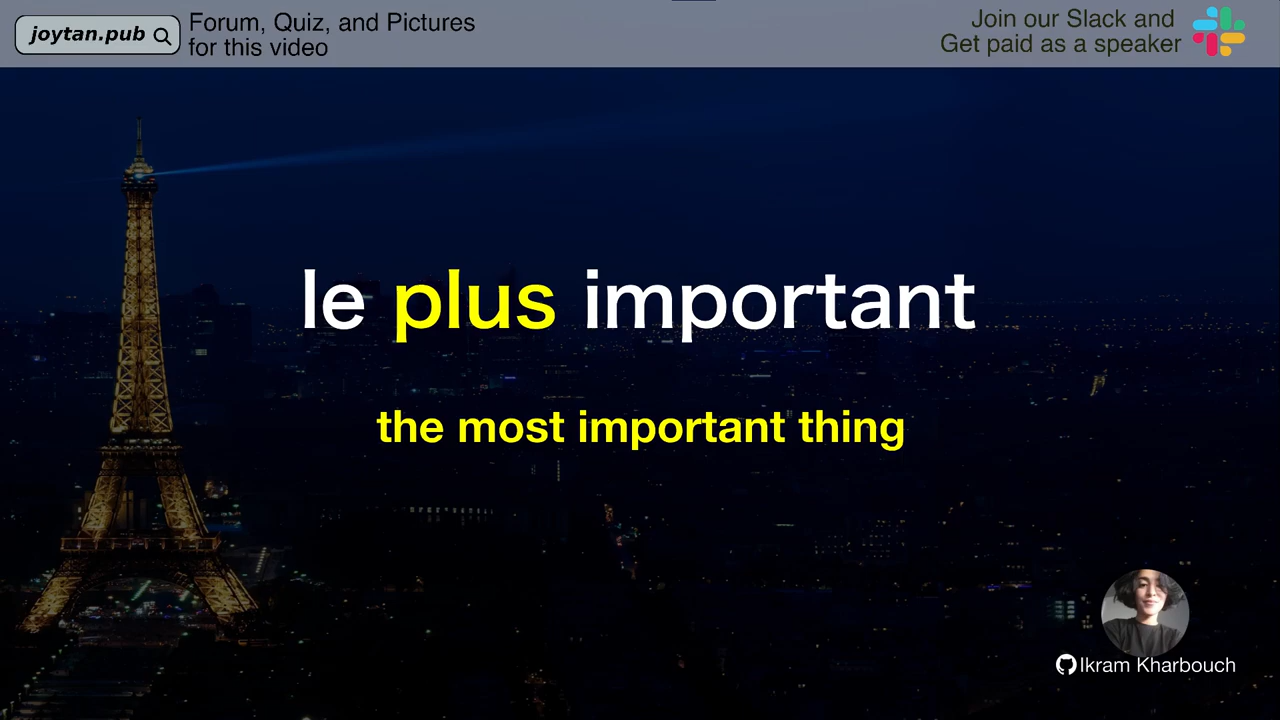 joytan.pub
Forum, Quiz, and Pictures
for this video
Join our Slack and
Get paid as a speaker
le plus important
the most important thing
Ikram Kharbouch